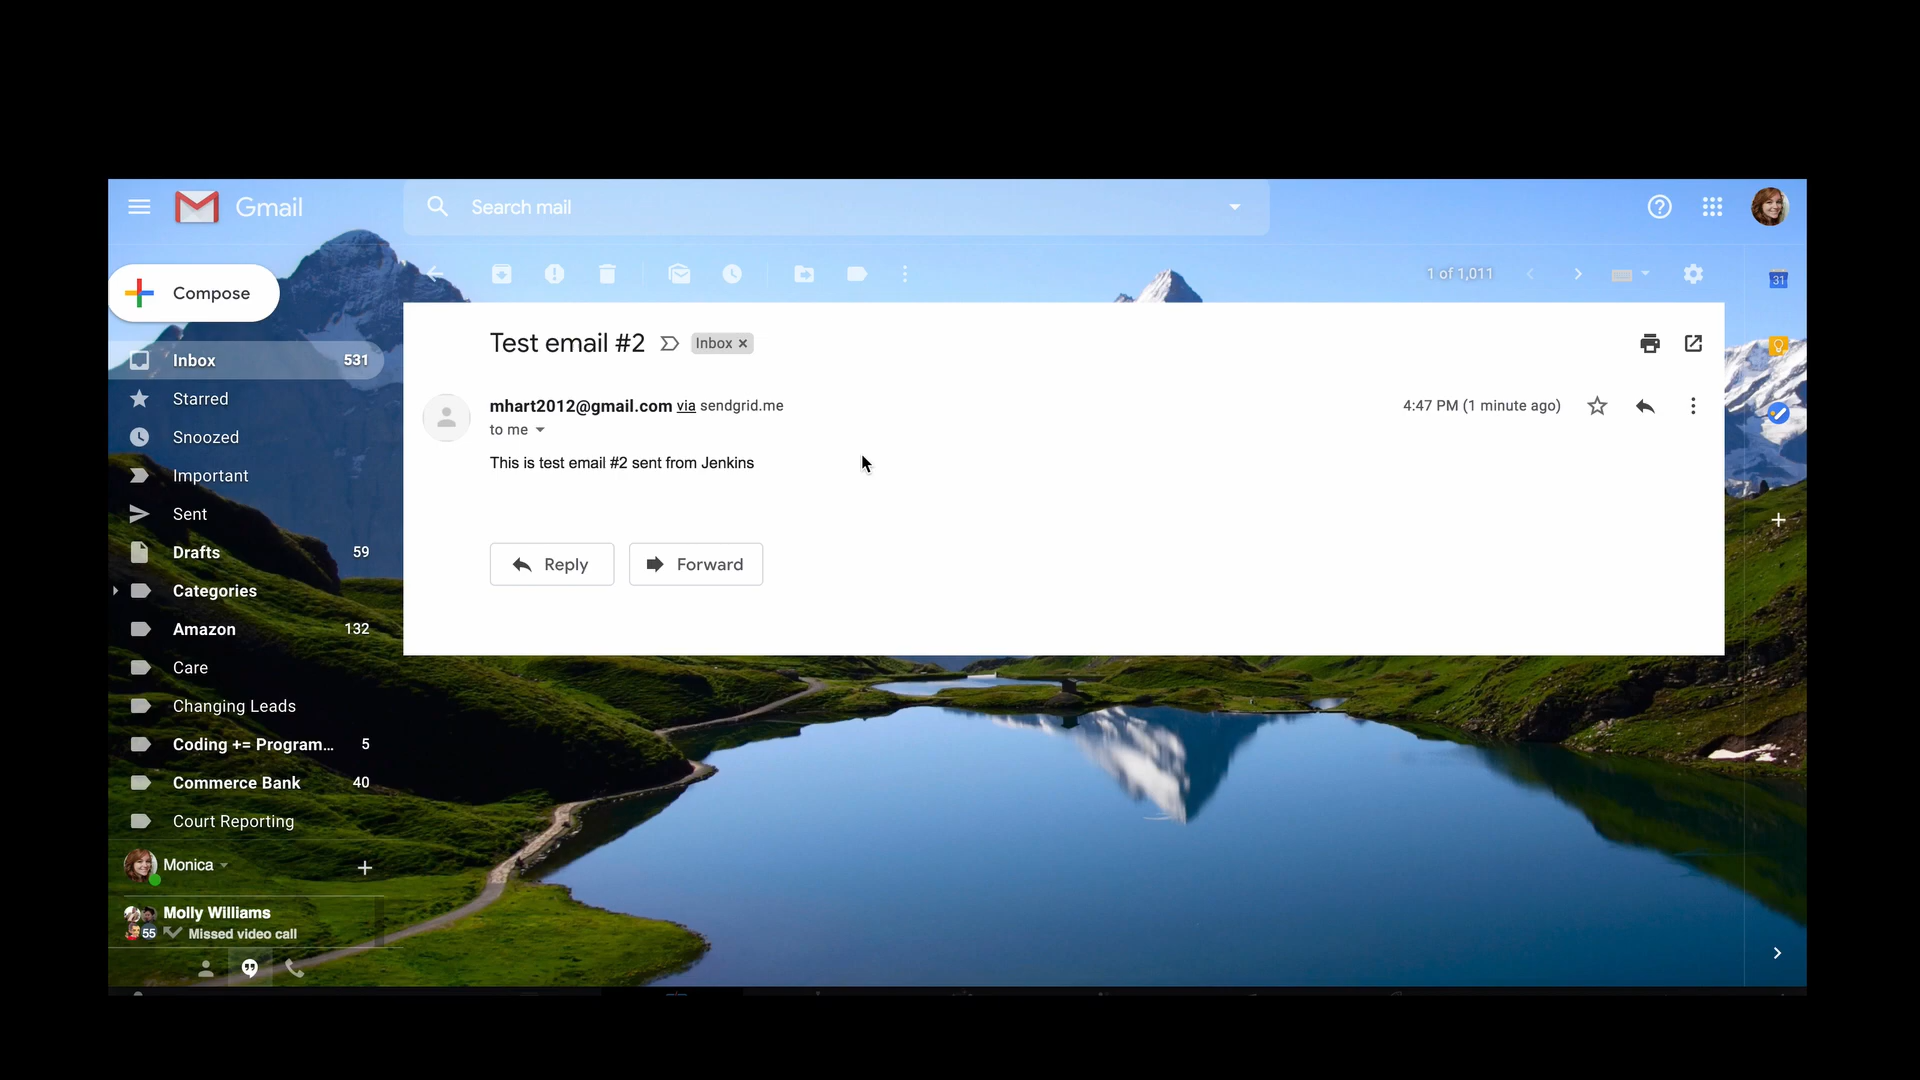 Gmail
Search mail
Compose
1 of 1,011
31
Inbox 531
Starred
Snoozed
Important
Sent
Drafts 59
Categories
Amazon 132
Care
Changing Leads
Coding += Program... 5
Commerce Bank 40
Court Reporting
Monica
Molly Williams
55 Missed video call
Test email #2 Inbox ×
mhart2012@gmail.com via sendgrid.me 4:47 PM (1 minute ago)
to me
This is test email #2 sent from Jenkins
Reply Forward